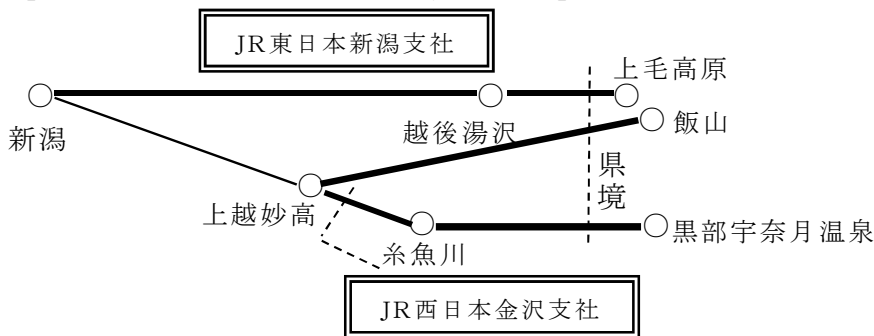 JR東日本新潟支社
上毛高原
新潟
越後湯沢
飯山
県境
上越妙高
糸魚川
黒部宇奈月温泉
JR西日本金沢支社